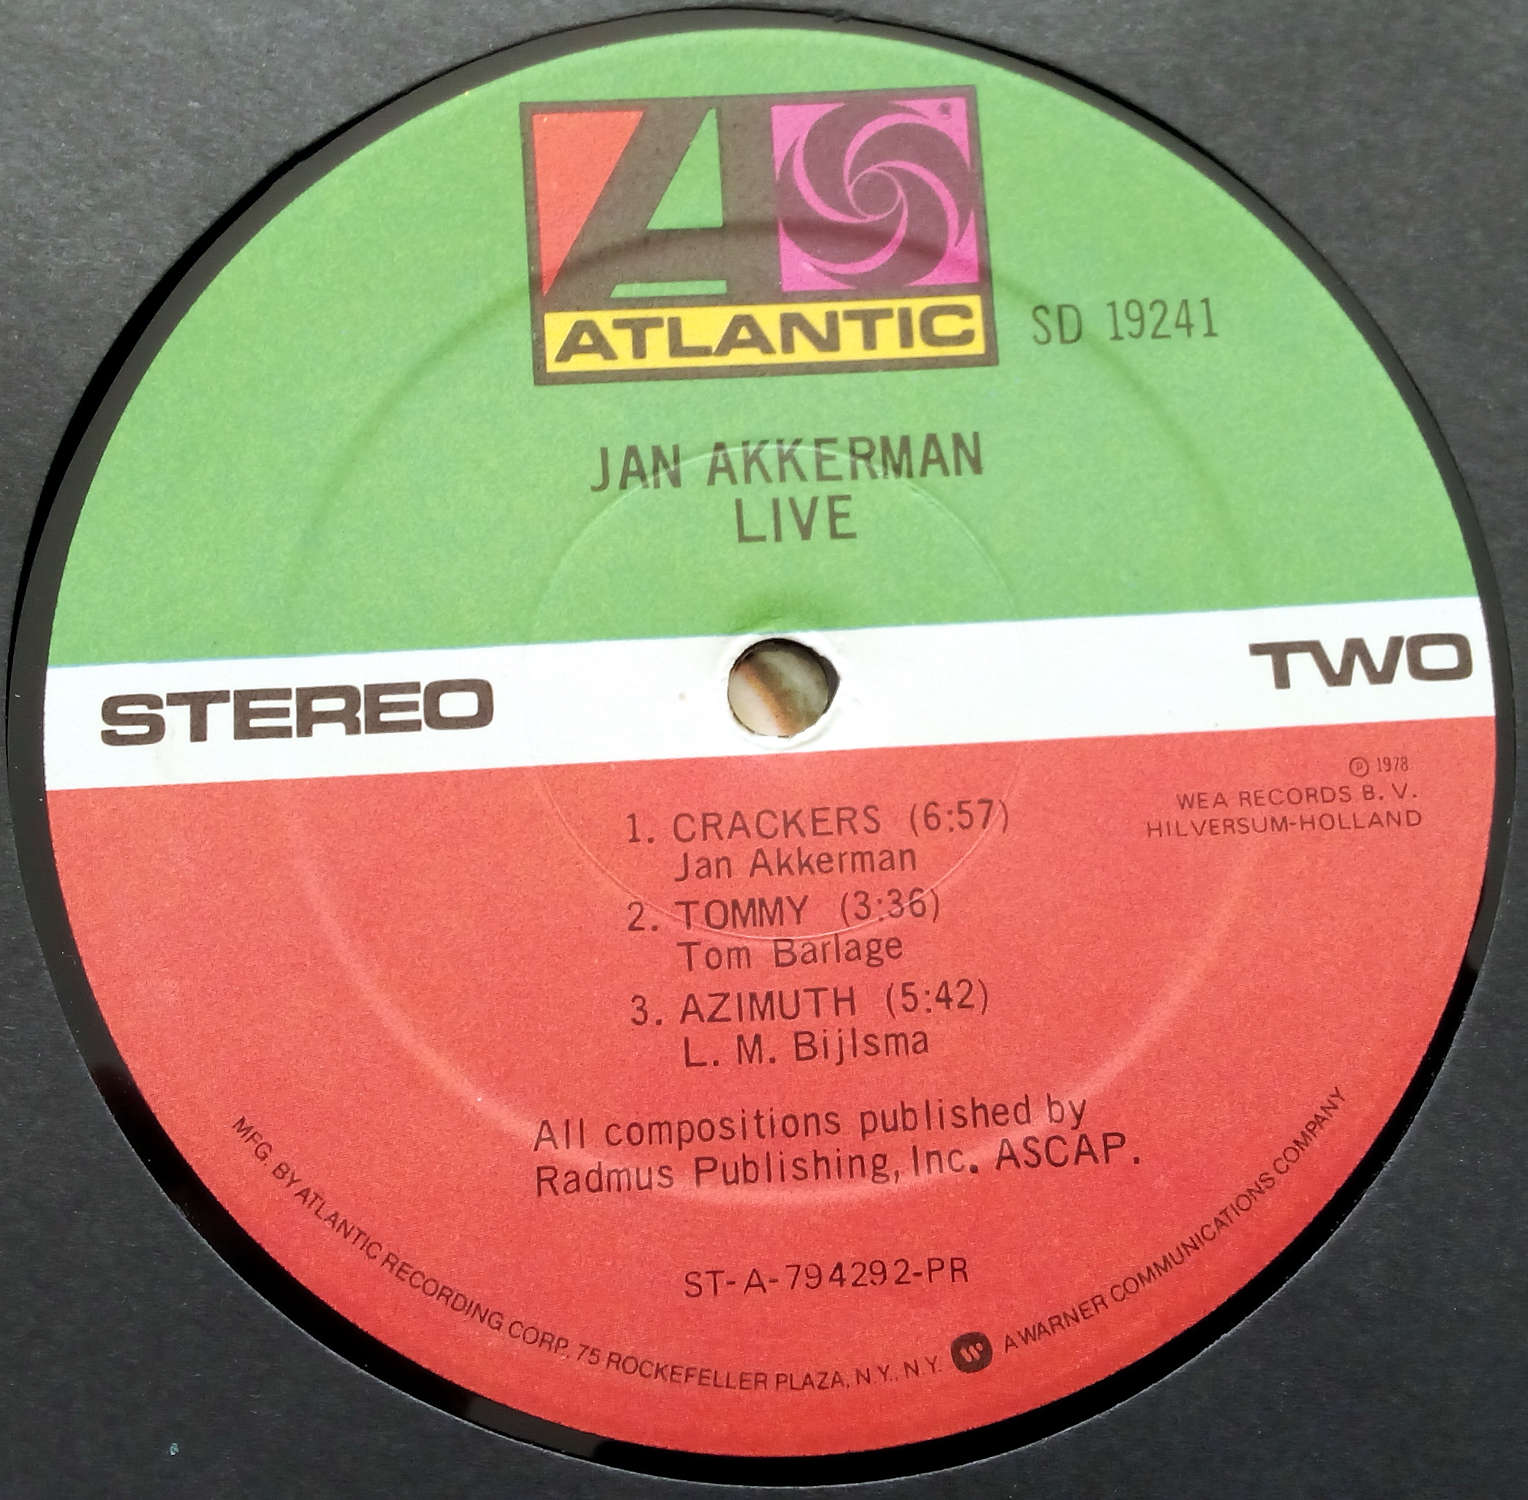 ATLANTIC
SD 19241
JAN AKKERMAN
LIVE
STEREO
TWO
℗ 1978
WEA RECORDS B.V.
HILVERSUM-HOLLAND
1. CRACKERS (6:57)
Jan Akkerman
2. TOMMY (3:36)
Tom Barlage
3. AZIMUTH (5:42)
L. M. Bijlsma
All compositions published by
Radmus Publishing, Inc. ASCAP.
ST-A-794292-PR
MFG. BY ATLANTIC RECORDING CORP. 75 ROCKEFELLER PLAZA, N.Y., N.Y. A WARNER COMMUNICATIONS COMPANY